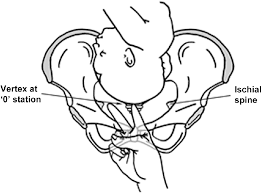 Vertex at
‘0’ station
Ischial
spine